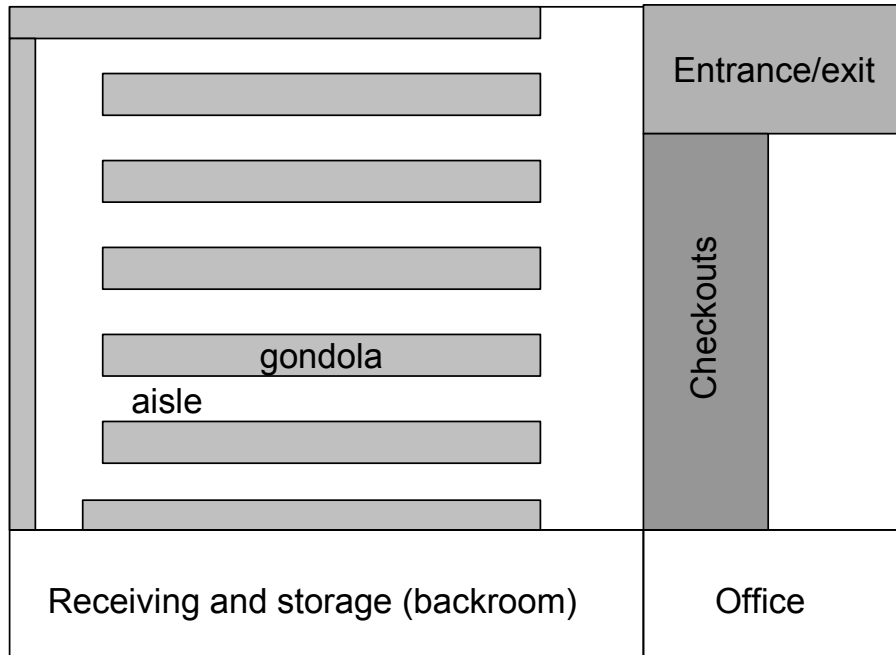 Entrance/exit
Checkouts
gondola
aisle
Receiving and storage (backroom)
Office